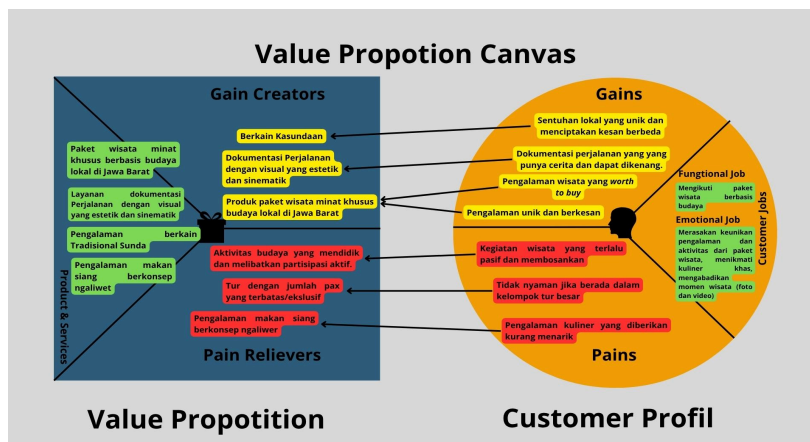 Value Propotion Canvas
Gain Creators
Berkain Kasundaan
Dokumentasi Perjalanan
dengan visual yang estetik
dan sinematik
Produk paket wisata minat khusus
budaya lokal di Jawa Barat
Paket wisata minat
khusus berbasis budaya
lokal di Jawa Barat
Layanan dokumentasi
Perjalanan dengan visual
yang estetik dan sinematik
Pengalaman berkain
Tradisional Sunda
Pengalaman makan
siang berkonsep
ngaliwet
Product & Services
Aktivitas budaya yang mendidik
dan melibatkan partisipasi aktif.
Tur dengan jumlah pax
yang terbatas/ekslusif
Pengalaman makan siang
berkonsep ngaliwer
Pain Relievers
Value Propotition
Gains
Sentuhan lokal yang unik dan
menciptakan kesan berbeda
Dokumentasi perjalanan yang yang
punya cerita dan dapat dikenang.
Pengalaman wisata yang worth
to buy
Pengalaman unik dan berkesan
Kegiatan wisata yang terlalu
pasif dan membosankan
Tidak nyaman jika berada dalam
kelompok tur besar
Pengalaman kuliner yang diberikan
kurang menarik
Pains
Fungtional Job
Mengikuti paket
wisata berbasis
budaya
Emotional Job
Merasakan keunikan
pengalaman dan
aktivitas dari paket
wisata, menikmati
kuliner khas,
mengabadikan
momen wisata (foto
dan video)
Customer Jobs
Customer Profil